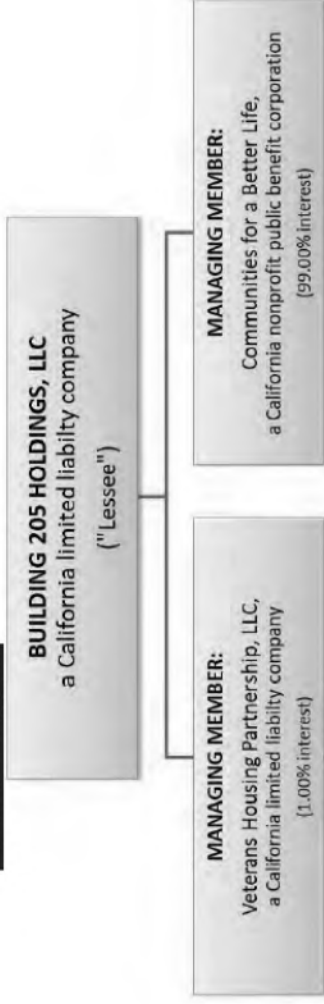 BUILDING 205 HOLDINGS, LLC
a California limited liabilty company
("Lessee")
MANAGING MEMBER:
Veterans Housing Partnership, LLC,
a California limited liabilty company
(1.00% interest)
MANAGING MEMBER:
Communities for a Better Life,
a California nonprofit public benefit corporation
(99.00% interest)